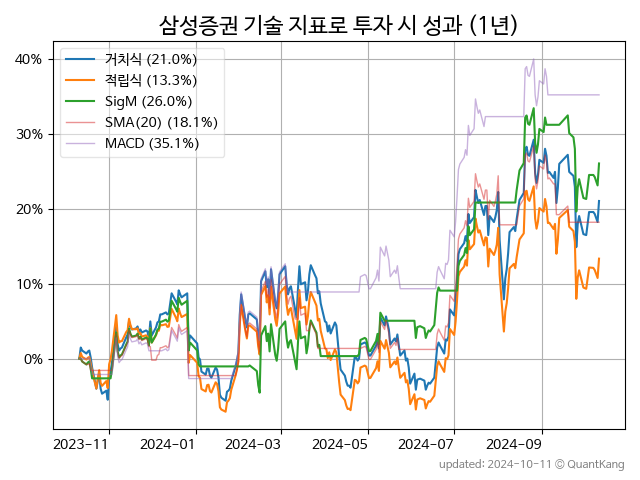 삼성증권 기술 지표로 투자 시 성과 (1년)
40%
30%
20%
10%
0%
거치식 (21.0%)
적립식 (13.3%)
SigM (26.0%)
SMA(20) (18.1%)
MACD (35.1%)
2023-11
2024-01
2024-03
2024-05
2024-07
2024-09
updated: 2024-10-11 © QuantKang